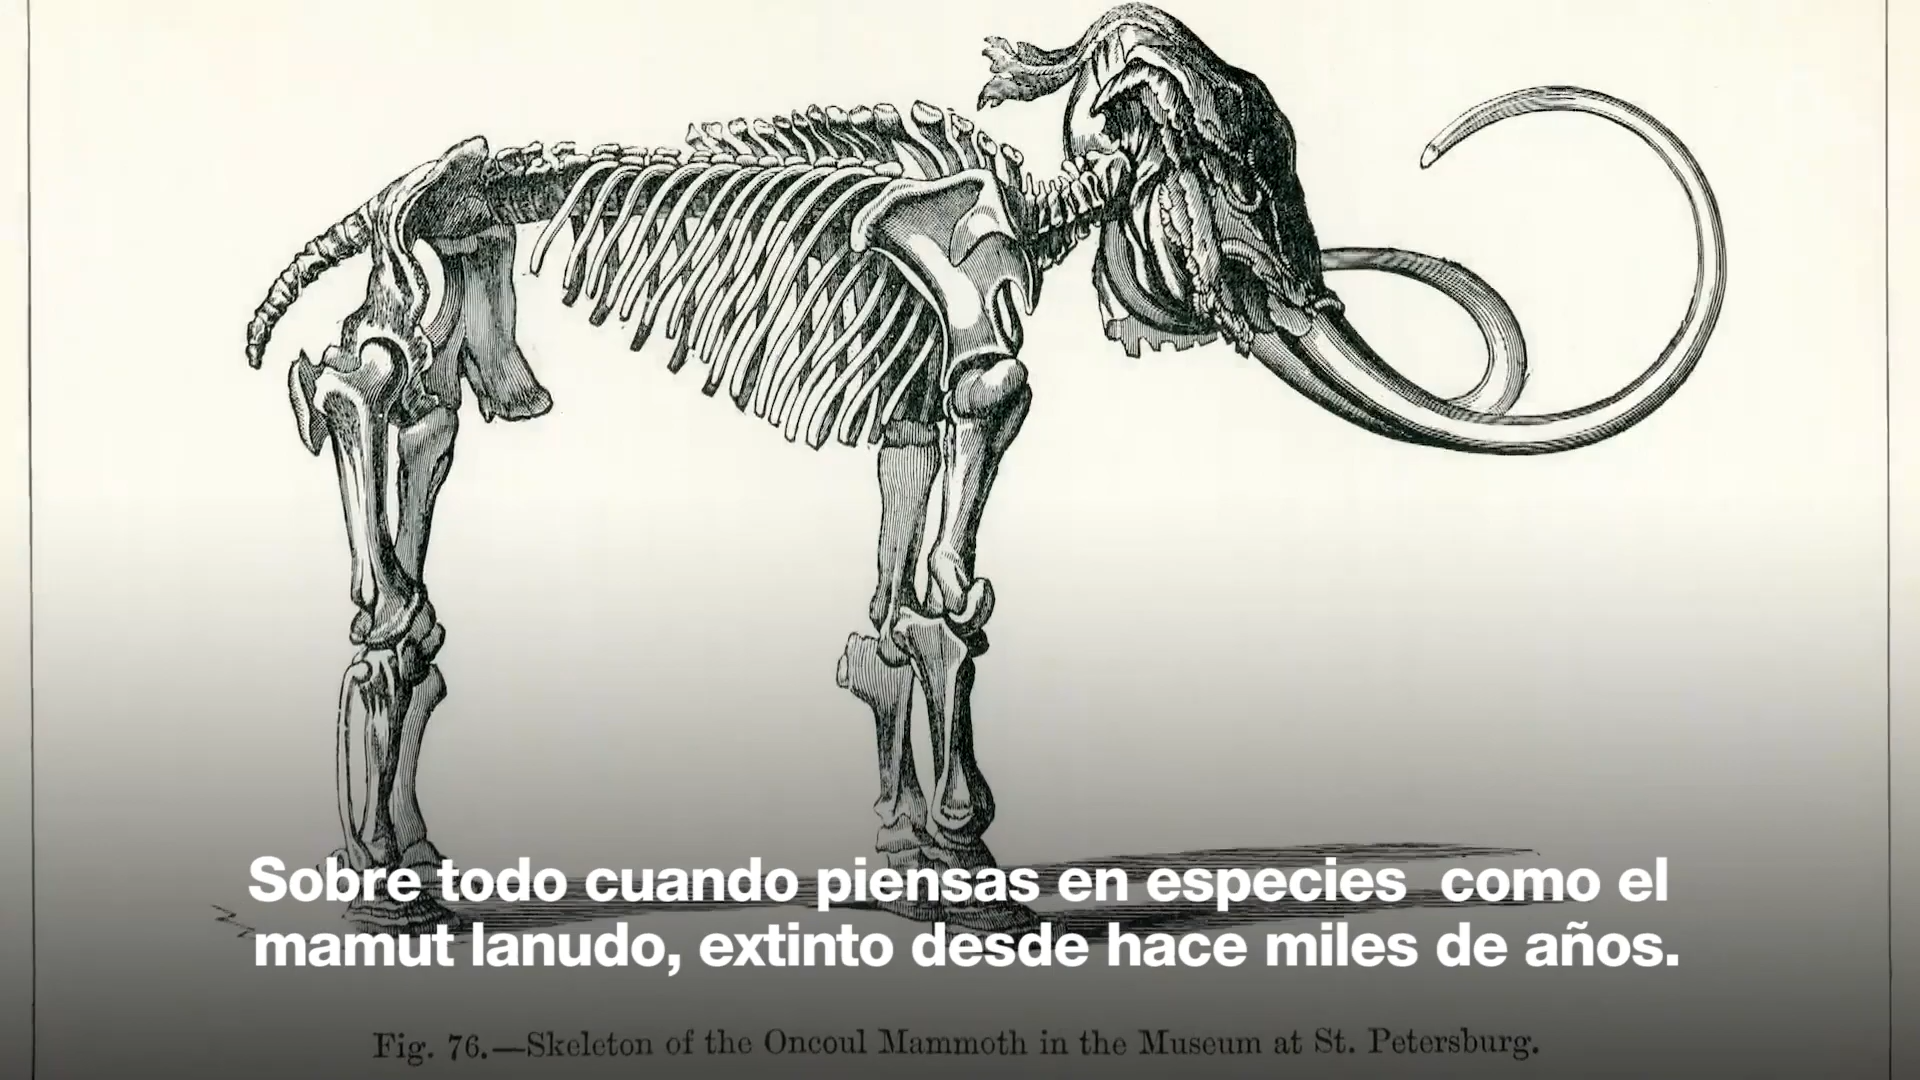 Sobre todo cuando piensas en especies como el
mamut lanudo, extinto desde hace miles de años.
Fig. 76.—Skeleton of the Oncoul Mammoth in the Museum at St. Petersburg.